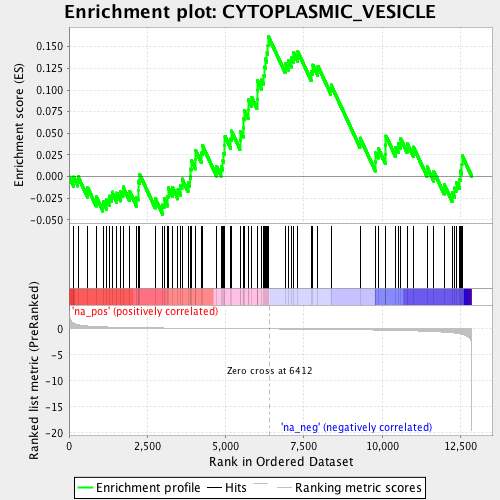 Enrichment plot: CYTOPLASMIC_VESICLE
Enrichment score (ES)
0.150
0.125
0.100
0.075
0.050
0.025
0.000
-0.025
-0.050
'na_pos' (positively correlated)
Ranked list metric (PreRanked)
0
-5
-10
-15
-20
Zero cross at 6412
'na_neg' (negatively correlated)
0
2,500
5,000
7,500
10,000
12,500
Rank in Ordered Dataset
Enrichment profile
Hits
Ranking metric scores